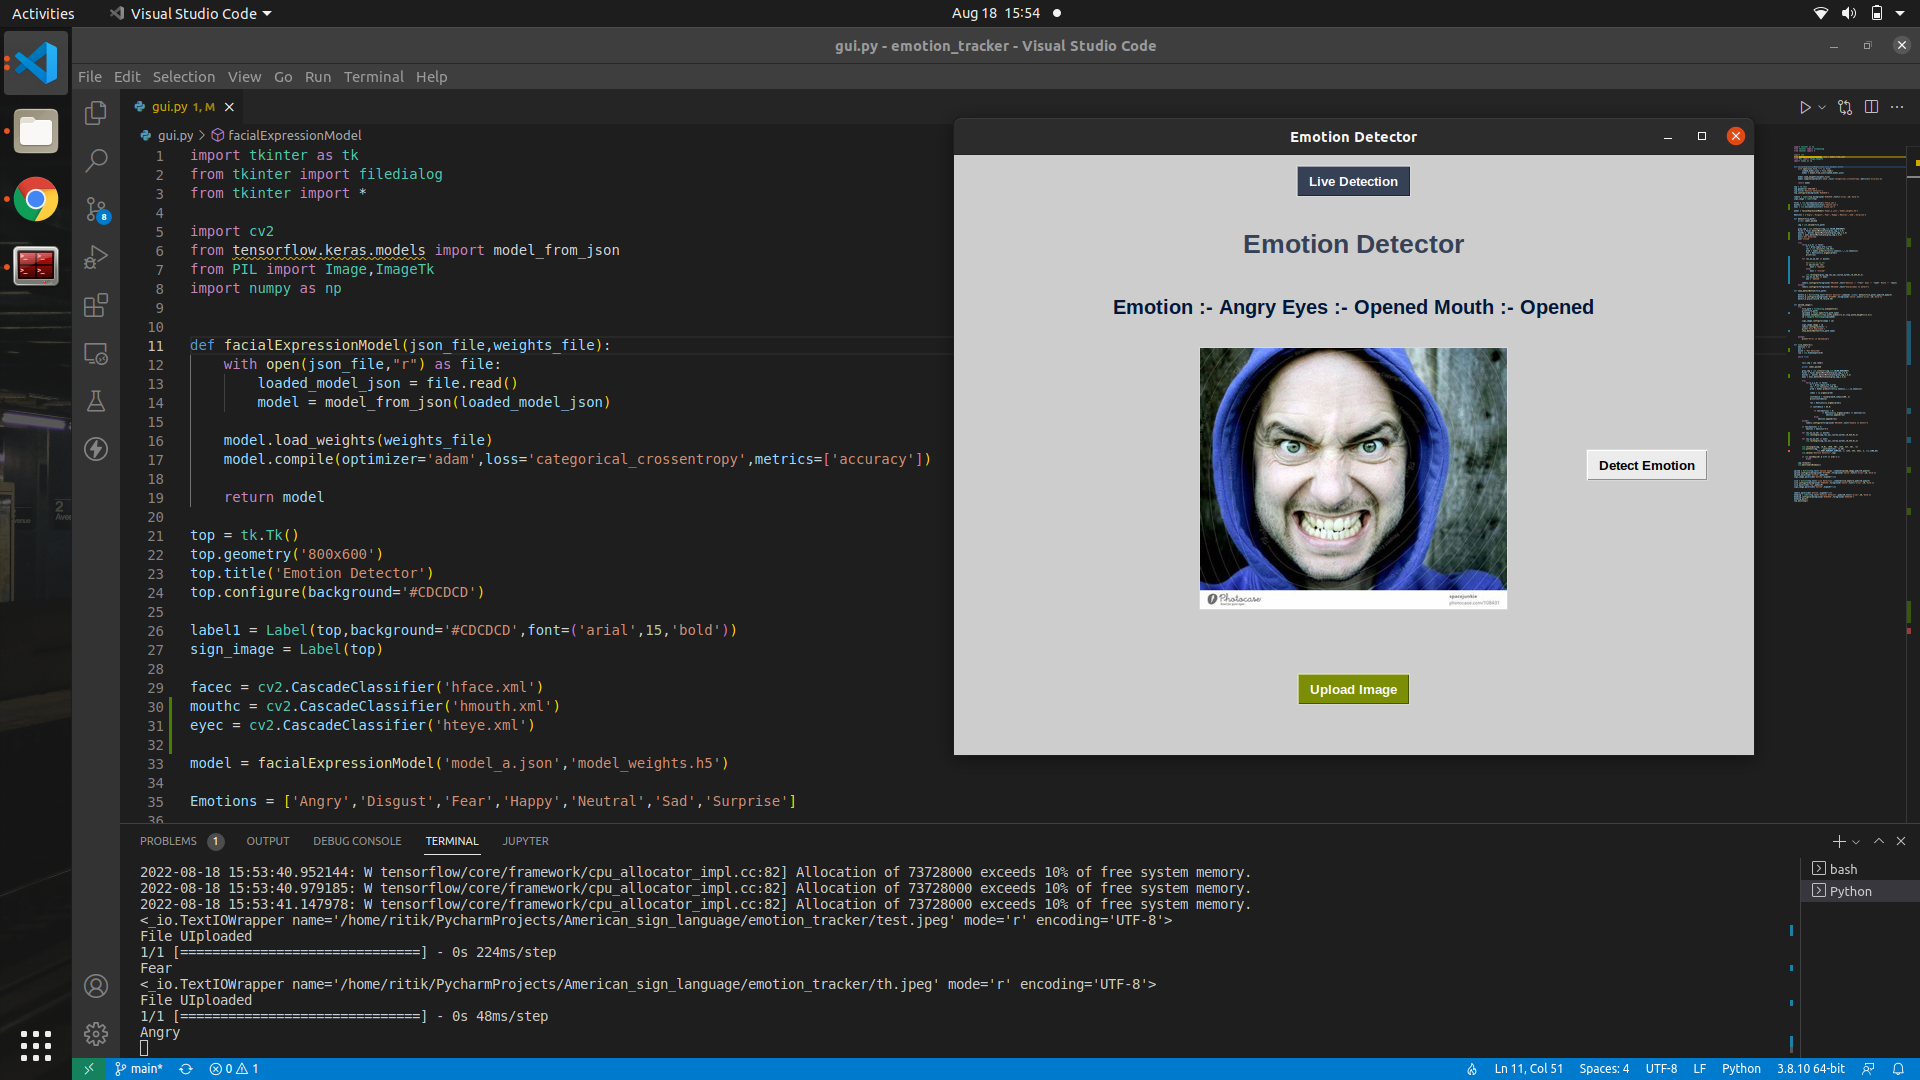 Activities
Visual Studio Code
Aug 18 15:54
gui.py - emotion_tracker - Visual Studio Code
File Edit Selection View Go Run Terminal Help
gui.py 1, M
gui.py > facialExpressionModel
1 import tkinter as tk
2 from tkinter import filedialog
3 from tkinter import *
4
5 import cv2
6 from tensorflow.keras.models import model_from_json
7 from PIL import Image,ImageTk
8 import numpy as np
9
10
11 def facialExpressionModel(json_file,weights_file):
12 with open(json_file,"r") as file:
13 loaded_model_json = file.read()
14 model = model_from_json(loaded_model_json)
15
16 model.load_weights(weights_file)
17 model.compile(optimizer='adam',loss='categorical_crossentropy',metrics=['accuracy'])
18
19 return model
20
21 top = tk.Tk()
22 top.geometry('800x600')
23 top.title('Emotion Detector')
24 top.configure(background='#CDCDCD')
25
26 label1 = Label(top,background='#CDCDCD',font=('arial',15,'bold'))
27 sign_image = Label(top)
28
29 facec = cv2.CascadeClassifier('hface.xml')
30 mouthc = cv2.CascadeClassifier('hmouth.xml')
31 eyec = cv2.CascadeClassifier('hteye.xml')
32
33 model = facialExpressionModel('model_a.json','model_weights.h5')
34
35 Emotions = ['Angry','Disgust','Fear','Happy','Neutral','Sad','Surprise']
36
8
Emotion Detector
Live Detection
Emotion Detector
Emotion :- Angry Eyes :- Opened Mouth :- Opened
Photocase
spacejunkie
Detect Emotion
Upload Image
PROBLEMS 1 OUTPUT DEBUG CONSOLE TERMINAL JUPYTER
2022-08-18 15:53:40.952144: W tensorflow/core/framework/cpu_allocator_impl.cc:82] Allocation of 73728000 exceeds 10% of free system memory.
2022-08-18 15:53:40.979185: W tensorflow/core/framework/cpu_allocator_impl.cc:82] Allocation of 73728000 exceeds 10% of free system memory.
2022-08-18 15:53:41.147978: W tensorflow/core/framework/cpu_allocator_impl.cc:82] Allocation of 73728000 exceeds 10% of free system memory.
<_io.TextIOWrapper name='/home/ritik/PycharmProjects/American_sign_language/emotion_tracker/test.jpeg' mode='r' encoding='UTF-8'>
File UIploaded
1/1 [==============================] - 0s 224ms/step
Fear
<_io.TextIOWrapper name='/home/ritik/PycharmProjects/American_sign_language/emotion_tracker/th.jpeg' mode='r' encoding='UTF-8'>
File UIploaded
1/1 [==============================] - 0s 48ms/step
Angry
bash
Python
main* 0 1
Ln 11, Col 51 Spaces: 4 UTF-8 LF Python 3.8.10 64-bit